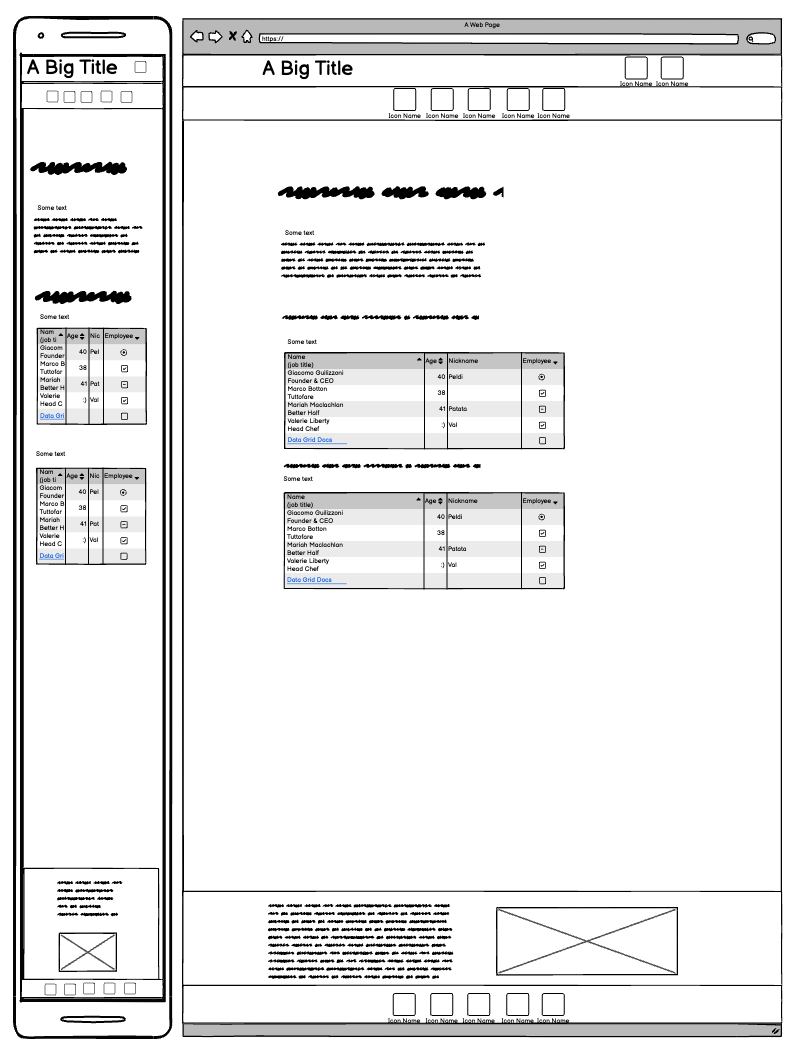 A Big Title
Some text
Some text
Nam
(job ti
Age
Nic
Employee
Giacom
Founder
40
Pel
Marco B
Tuttofar
38
Mariah
Better H
41
Pat
Valerie
Head C
:)
Val
Data Gri
Some text
Nam
(job ti
Age
Nic
Employee
Giacom
Founder
40
Pel
Marco B
Tuttofar
38
Mariah
Better H
41
Pat
Valerie
Head C
:)
Val
Data Gri
A Web Page
https://
A Big Title
Icon Name Icon Name
Icon Name Icon Name Icon Name Icon Name Icon Name
Some text
Some text
Name
(job title)
Age
Nickname
Employee
Giacomo Guilizzoni
Founder & CEO
40
Peldi
Marco Botton
Tuttofare
38
Mariah Maclachlan
Better Half
41
Patata
Valerie Liberty
Head Chef
:)
Val
Data Grid Docs
Some text
Name
(job title)
Age
Nickname
Employee
Giacomo Guilizzoni
Founder & CEO
40
Peldi
Marco Botton
Tuttofare
38
Mariah Maclachlan
Better Half
41
Patata
Valerie Liberty
Head Chef
:)
Val
Data Grid Docs
Icon Name Icon Name Icon Name Icon Name Icon Name